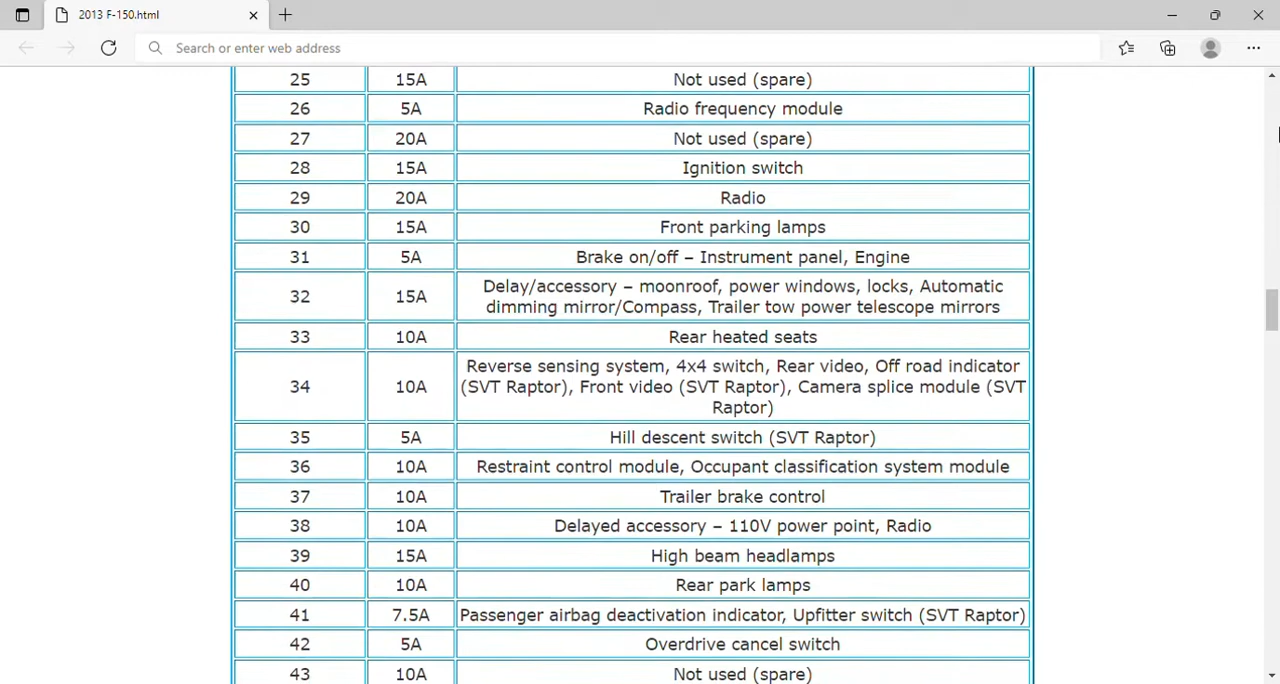 2013 F-150.html
Search or enter web address
25 15A Not used (spare)
26 5A Radio frequency module
27 20A Not used (spare)
28 15A Ignition switch
29 20A Radio
30 15A Front parking lamps
31 5A Brake on/off – Instrument panel, Engine
32 15A Delay/accessory – moonroof, power windows, locks, Automatic
dimming mirror/Compass, Trailer tow power telescope mirrors
33 10A Rear heated seats
34 10A Reverse sensing system, 4x4 switch, Rear video, Off road indicator
(SVT Raptor), Front video (SVT Raptor), Camera splice module (SVT
Raptor)
35 5A Hill descent switch (SVT Raptor)
36 10A Restraint control module, Occupant classification system module
37 10A Trailer brake control
38 10A Delayed accessory – 110V power point, Radio
39 15A High beam headlamps
40 10A Rear park lamps
41 7.5A Passenger airbag deactivation indicator, Upfitter switch (SVT Raptor)
42 5A Overdrive cancel switch
43 10A Not used (spare)